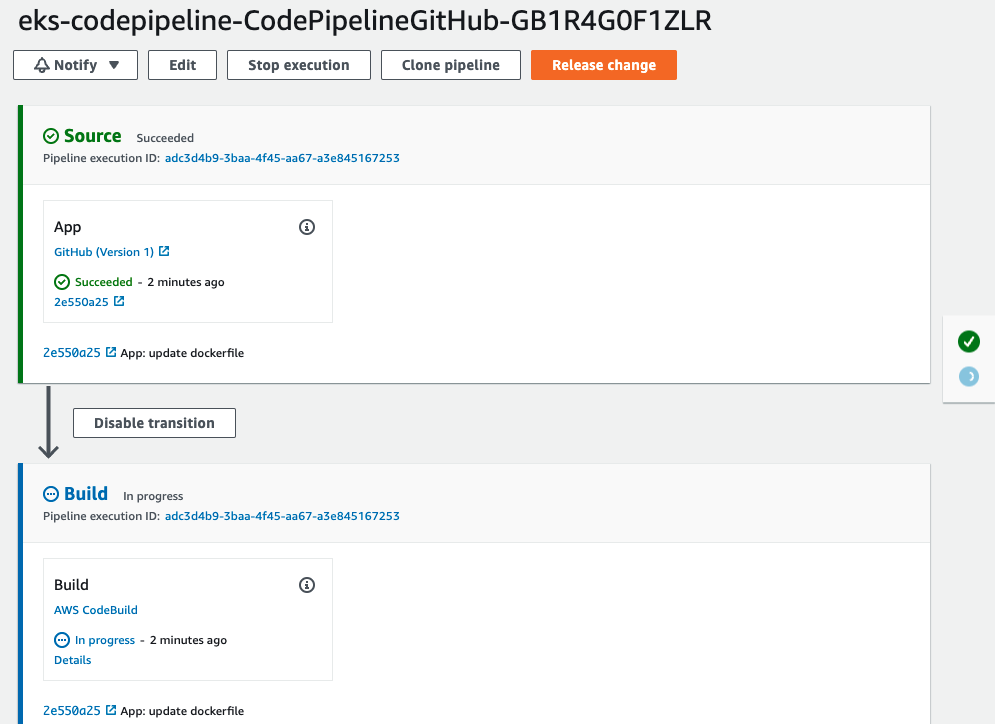 eks-codepipeline-CodePipelineGitHub-GB1R4G0F1ZLR
Notify Edit Stop execution Clone pipeline Release change
Source Succeeded
Pipeline execution ID: adc3d4b9-3baa-4f45-aa67-a3e845167253
App
GitHub (Version 1)
Succeeded - 2 minutes ago
2e550a25
2e550a25 App: update dockerfile
Disable transition
Build In progress
Pipeline execution ID: adc3d4b9-3baa-4f45-aa67-a3e845167253
Build
AWS CodeBuild
In progress - 2 minutes ago
Details
2e550a25 App: update dockerfile